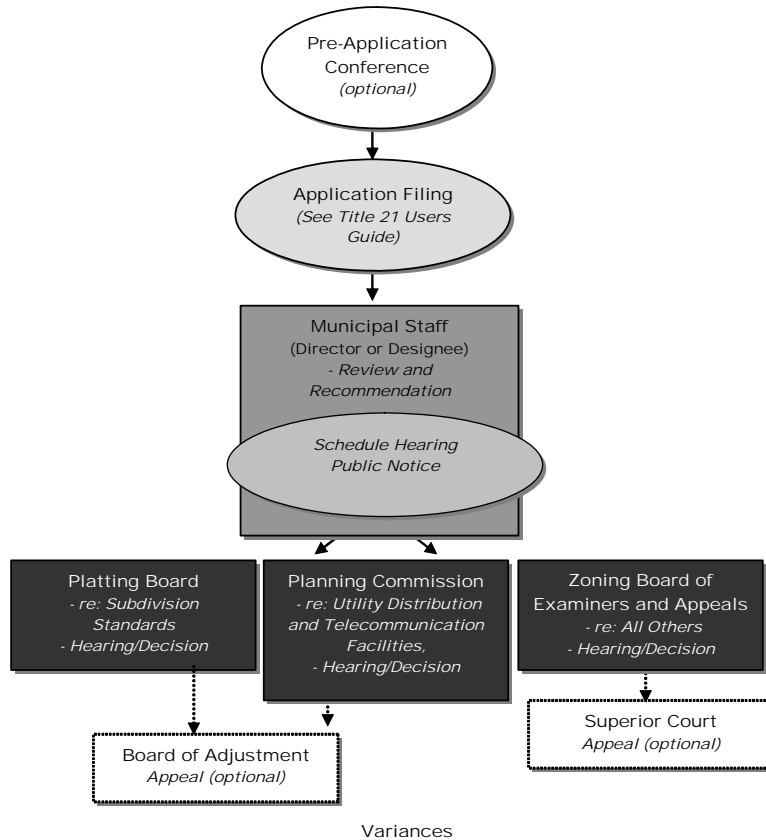 Pre-Application
Conference
(optional)
Application Filing
(See Title 21 Users
Guide)
Municipal Staff
(Director or Designee)
- Review and
Recommendation
Schedule Hearing
Public Notice
Platting Board
- re: Subdivision
Standards
- Hearing/Decision
Planning Commission
- re: Utility Distribution
and Telecommunication
Facilities,
- Hearing/Decision
Zoning Board of
Examiners and Appeals
- re: All Others
- Hearing/Decision
Board of Adjustment
Appeal (optional)
Superior Court
Appeal (optional)
Variances